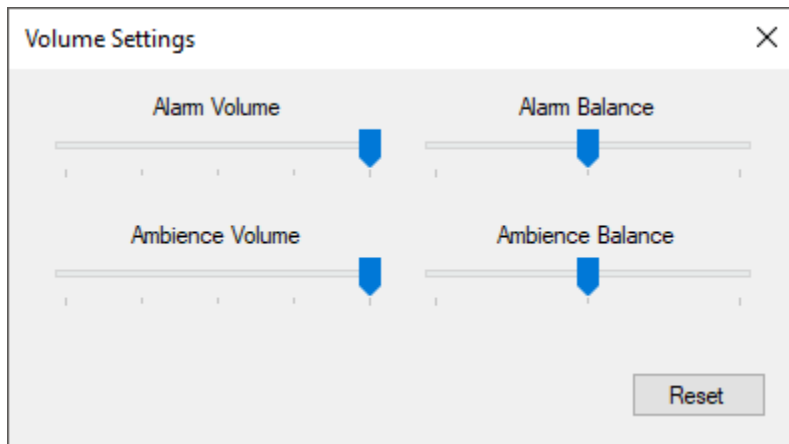 Volume Settings
Alarm Volume
Alarm Balance
Ambience Volume
Ambience Balance
Reset